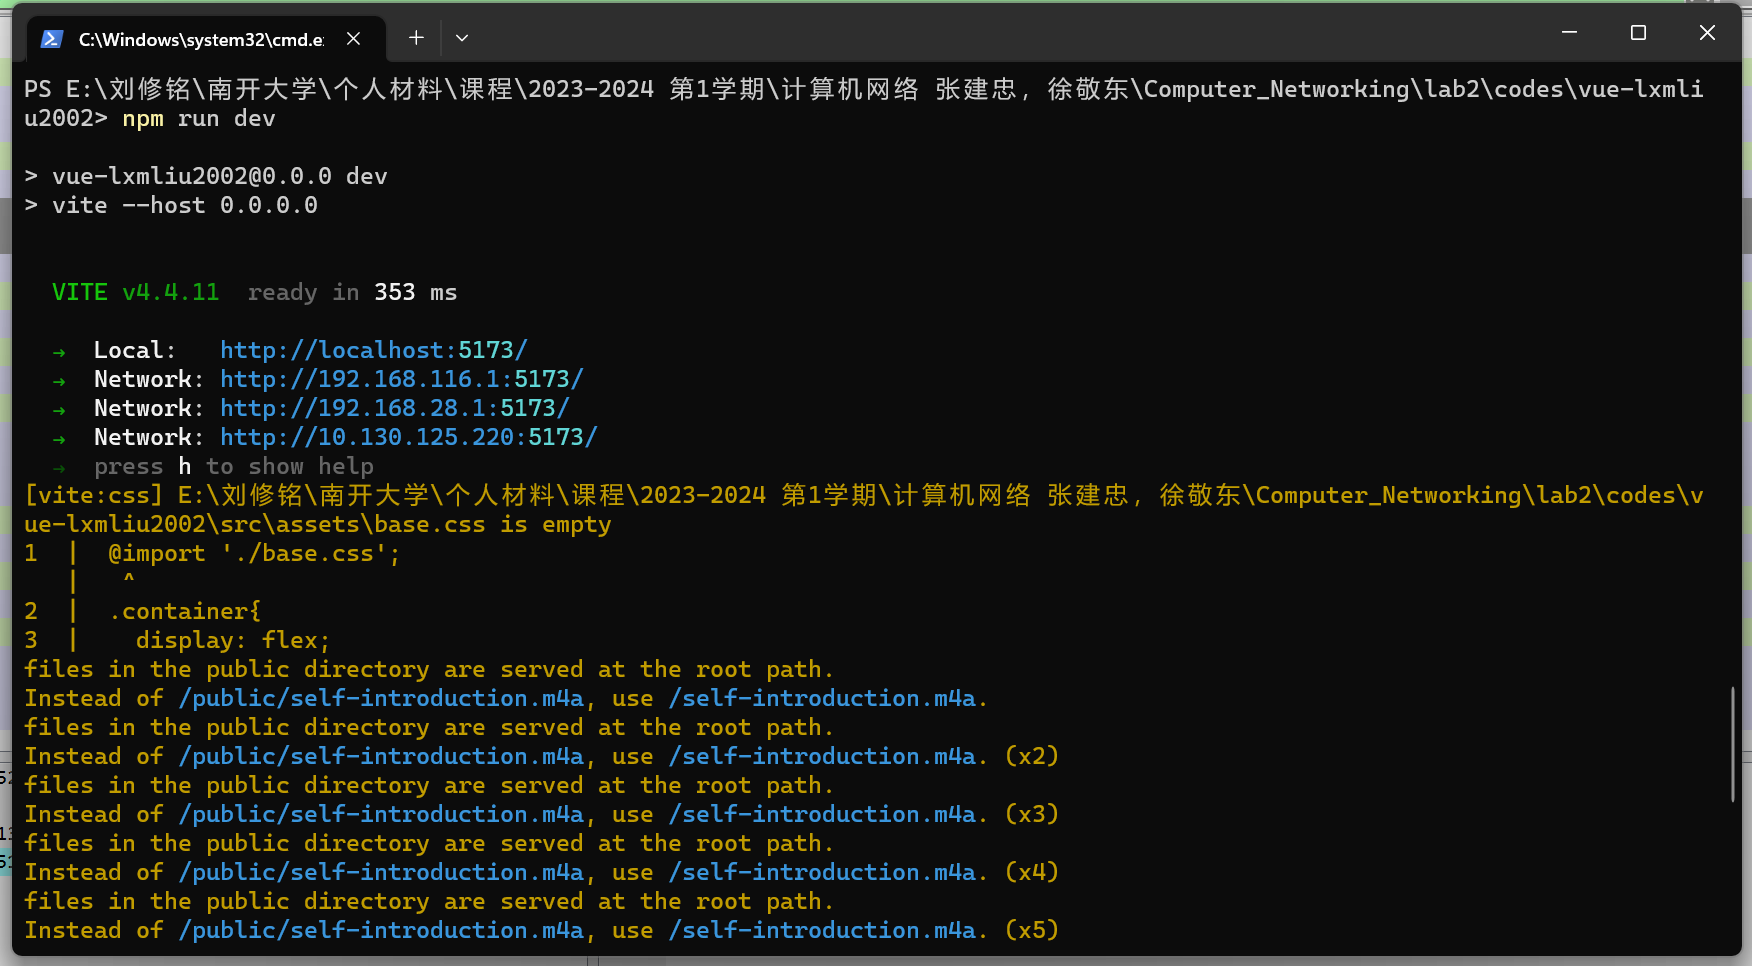 C:\Windows\system32\cmd.e
PS E:\刘修铭\南开大学\个人材料\课程\2023-2024 第1学期\计算机网络 张建忠，徐敬东\Computer_Networking\lab2\codes\vue-lxmli
u2002> npm run dev
> vue-lxmliu2002@0.0.0 dev
> vite --host 0.0.0.0
VITE v4.4.11 ready in 353 ms
➜ Local: http://localhost:5173/
➜ Network: http://192.168.116.1:5173/
➜ Network: http://192.168.28.1:5173/
➜ Network: http://10.130.125.220:5173/
➜ press h to show help
[vite:css] E:\刘修铭\南开大学\个人材料\课程\2023-2024 第1学期\计算机网络 张建忠，徐敬东\Computer_Networking\lab2\codes\v
ue-lxmliu2002\src\assets\base.css is empty
1 | @import './base.css';
| ^
2 | .container{
3 | display: flex;
files in the public directory are served at the root path.
Instead of /public/self-introduction.m4a, use /self-introduction.m4a.
files in the public directory are served at the root path.
Instead of /public/self-introduction.m4a, use /self-introduction.m4a. (x2)
files in the public directory are served at the root path.
Instead of /public/self-introduction.m4a, use /self-introduction.m4a. (x3)
files in the public directory are served at the root path.
Instead of /public/self-introduction.m4a, use /self-introduction.m4a. (x4)
files in the public directory are served at the root path.
Instead of /public/self-introduction.m4a, use /self-introduction.m4a. (x5)